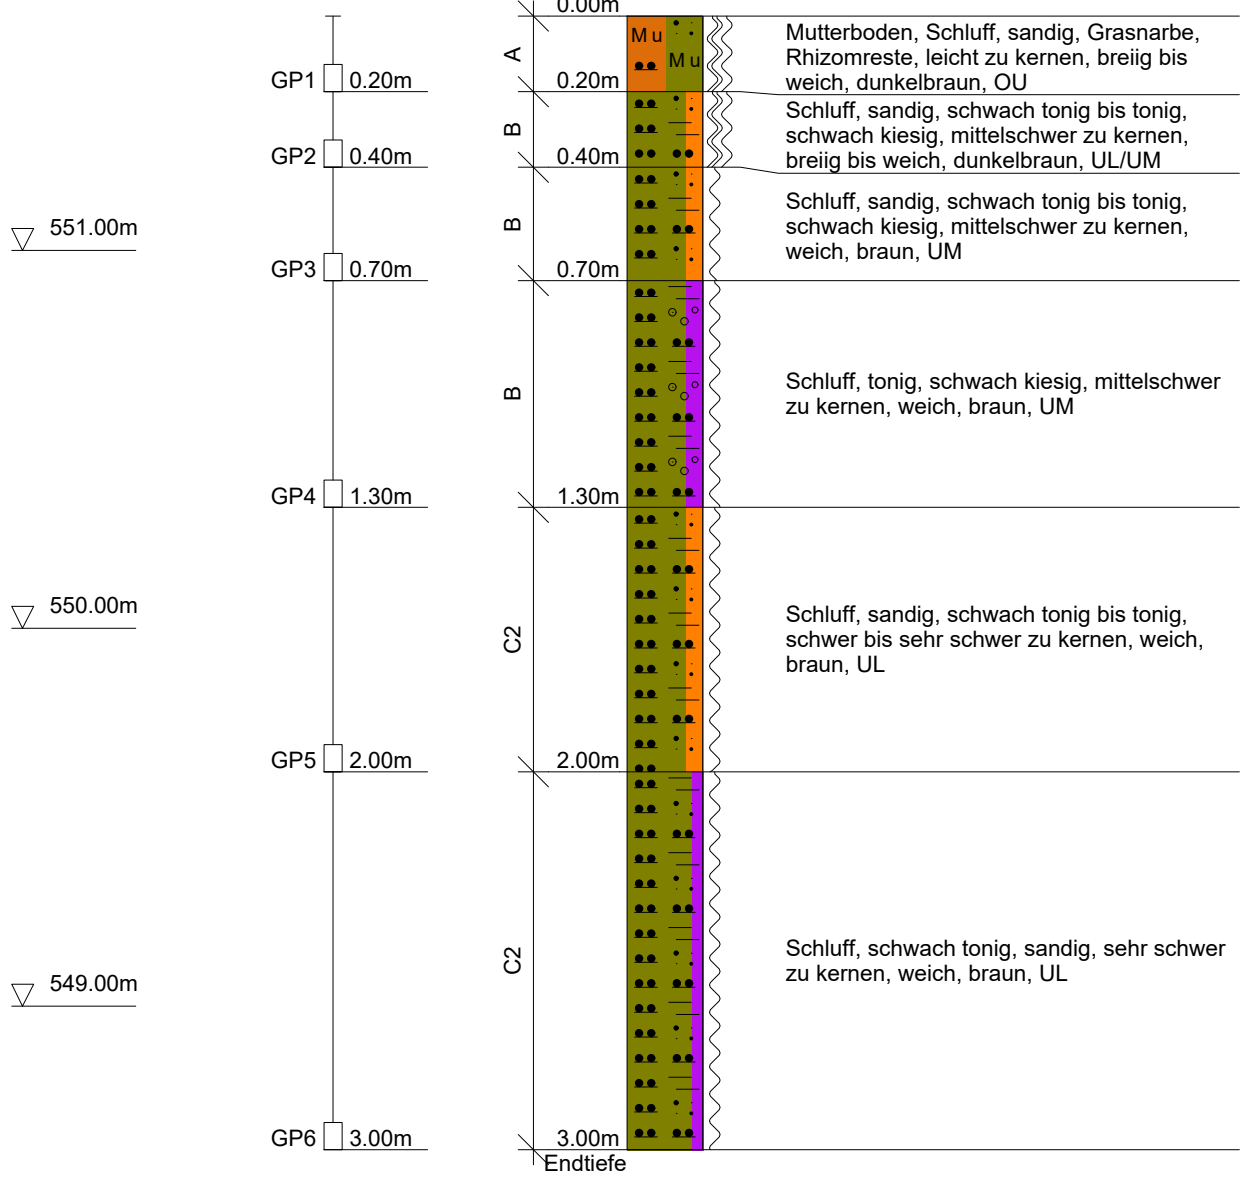 0.00m
Mu
Mu
A
Mutterboden, Schluff, sandig, Grasnarbe,
Rhizomreste, leicht zu kernen, breiig bis
weich, dunkelbraun, OU
GP1 0.20m
0.20m
B
Schluff, sandig, schwach tonig bis tonig,
schwach kiesig, mittelschwer zu kernen,
breiig bis weich, dunkelbraun, UL/UM
GP2 0.40m
0.40m
551.00m
B
Schluff, sandig, schwach tonig bis tonig,
schwach kiesig, mittelschwer zu kernen,
weich, braun, UM
GP3 0.70m
0.70m
B
Schluff, tonig, schwach kiesig, mittelschwer
zu kernen, weich, braun, UM
GP4 1.30m
1.30m
550.00m
C2
Schluff, sandig, schwach tonig bis tonig,
schwer bis sehr schwer zu kernen, weich,
braun, UL
GP5 2.00m
2.00m
549.00m
C2
Schluff, schwach tonig, sandig, sehr schwer
zu kernen, weich, braun, UL
GP6 3.00m
3.00m
Endtiefe